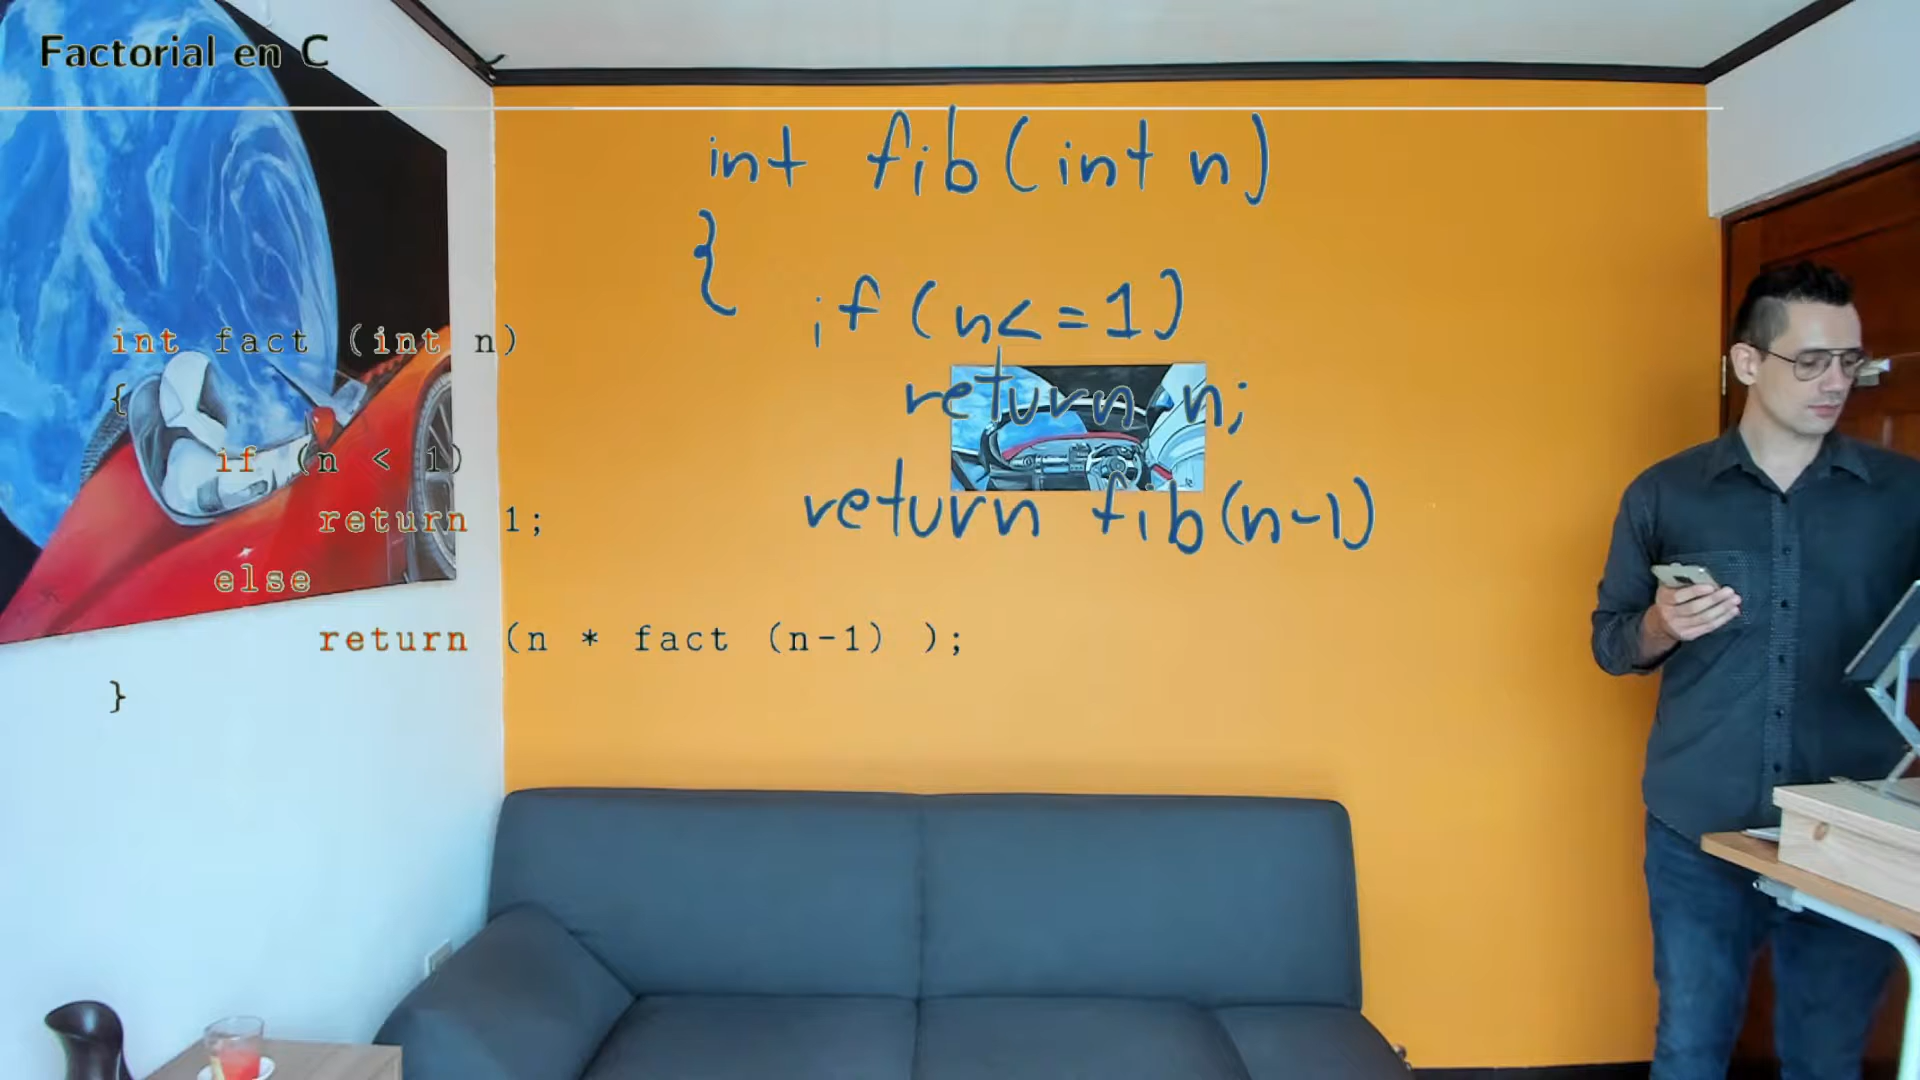 Factorial en C
int fact (int n)
{
if (n < 1)
return 1;
else
return (n * fact (n-1) );
}
int fib(int n)
{
if (n<=1)
return n;
return fib(n-1)